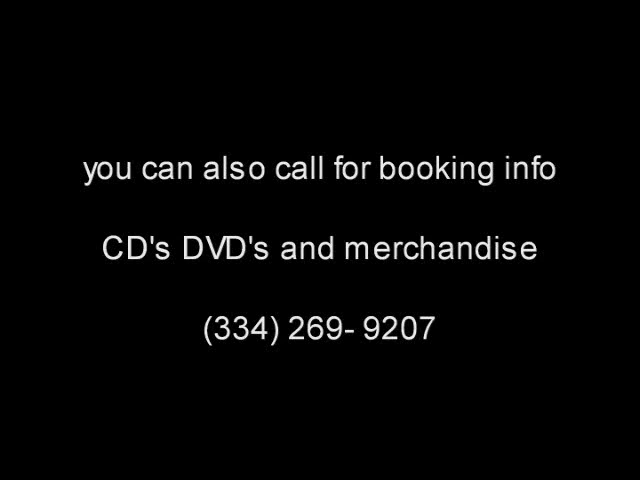 you can also call for booking info
CD's DVD's and merchandise
(334) 269- 9207